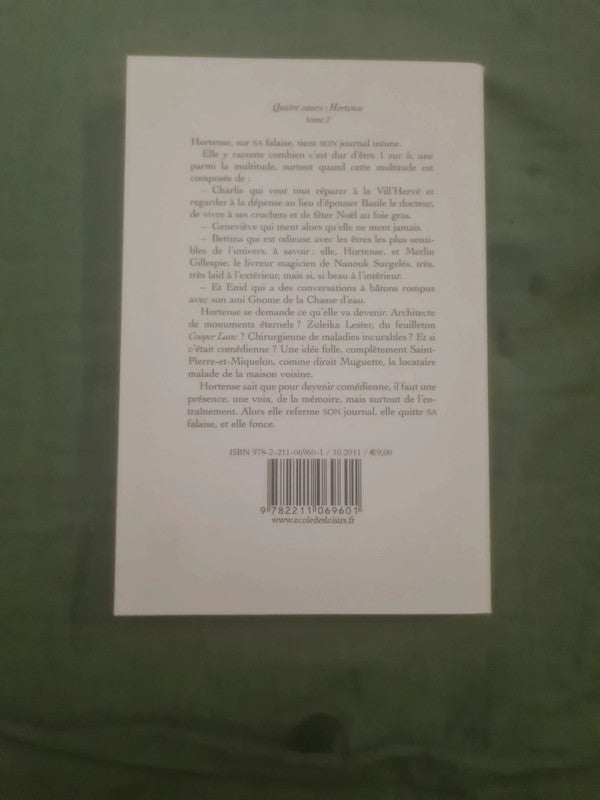 Quatre sœurs : Hortense
tome 2
Hortense, sur SA falaise, tient SON journal intime.
Elle y raconte combien c'est dur d'être 1 sur 5, une
parmi la multitude, surtout quand cette multitude est
composée de :
– Charlie qui veut tout réparer à la Vill'Hervé et
regarder à la dépense au lieu d'épouser Basile le docteur,
de vivre à ses crochets et de fêter Noël au foie gras.
– Geneviève qui ment alors qu'elle ne ment jamais.
– Bettina qui est odieuse avec les êtres les plus sensi-
bles de l'univers, à savoir : elle, Hortense, et Merlin
Gillespie, le livreur magicien de Nanouk Surgelés, très,
très laid à l'extérieur, mais si, si beau à l'intérieur.
– Et Enid qui a des conversations à bâtons rompus
avec son ami Gnome de la Chasse d'eau.
Hortense se demande ce qu'elle va devenir. Architecte
de monuments éternels ? Zuleika Lester, du feuilleton
Cooper Lane ? Chirurgienne de maladies incurables ? Et si
c'était comédienne ? Une idée folle, complètement Saint-
Pierre-et-Miquelon, comme dirait Muguette, la locataire
malade de la maison voisine.
Hortense sait que pour devenir comédienne, il faut une
présence, une voix, de la mémoire, mais surtout de l'en-
traînement. Alors elle referme SON journal, elle quitte SA
falaise, et elle fonce.
ISBN 978-2-211-06960-1 / 10.2011 / €9,00
9 782211 069601
www.ecoledesloisirs.fr